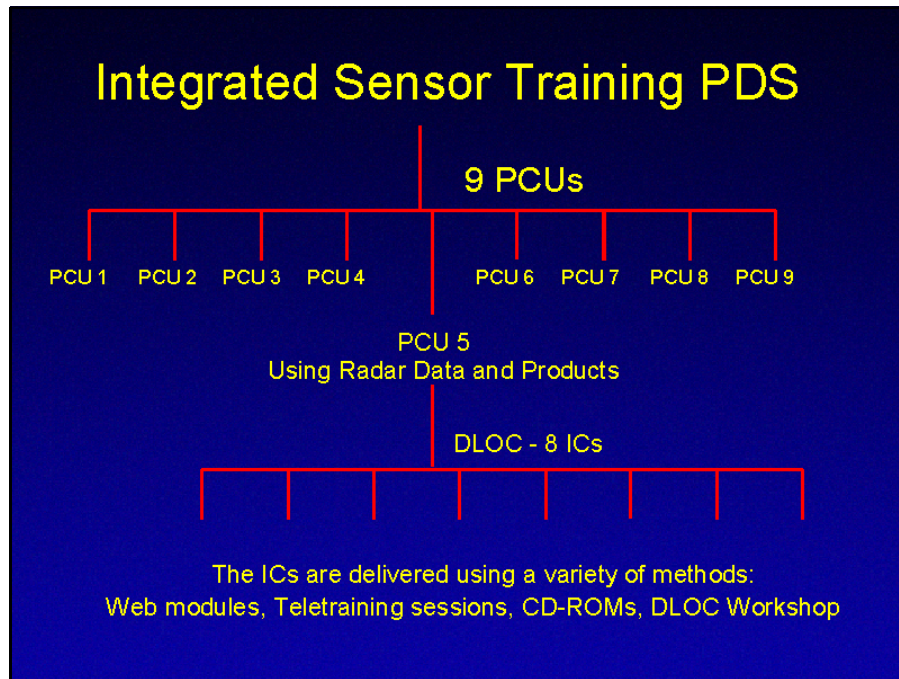 Integrated Sensor Training PDS
9 PCUs
PCU 1 PCU 2 PCU 3 PCU 4 PCU 6 PCU 7 PCU 8 PCU 9
PCU 5
Using Radar Data and Products
DLOC - 8 ICs
The ICs are delivered using a variety of methods:
Web modules, Teletraining sessions, CD-ROMs, DLOC Workshop